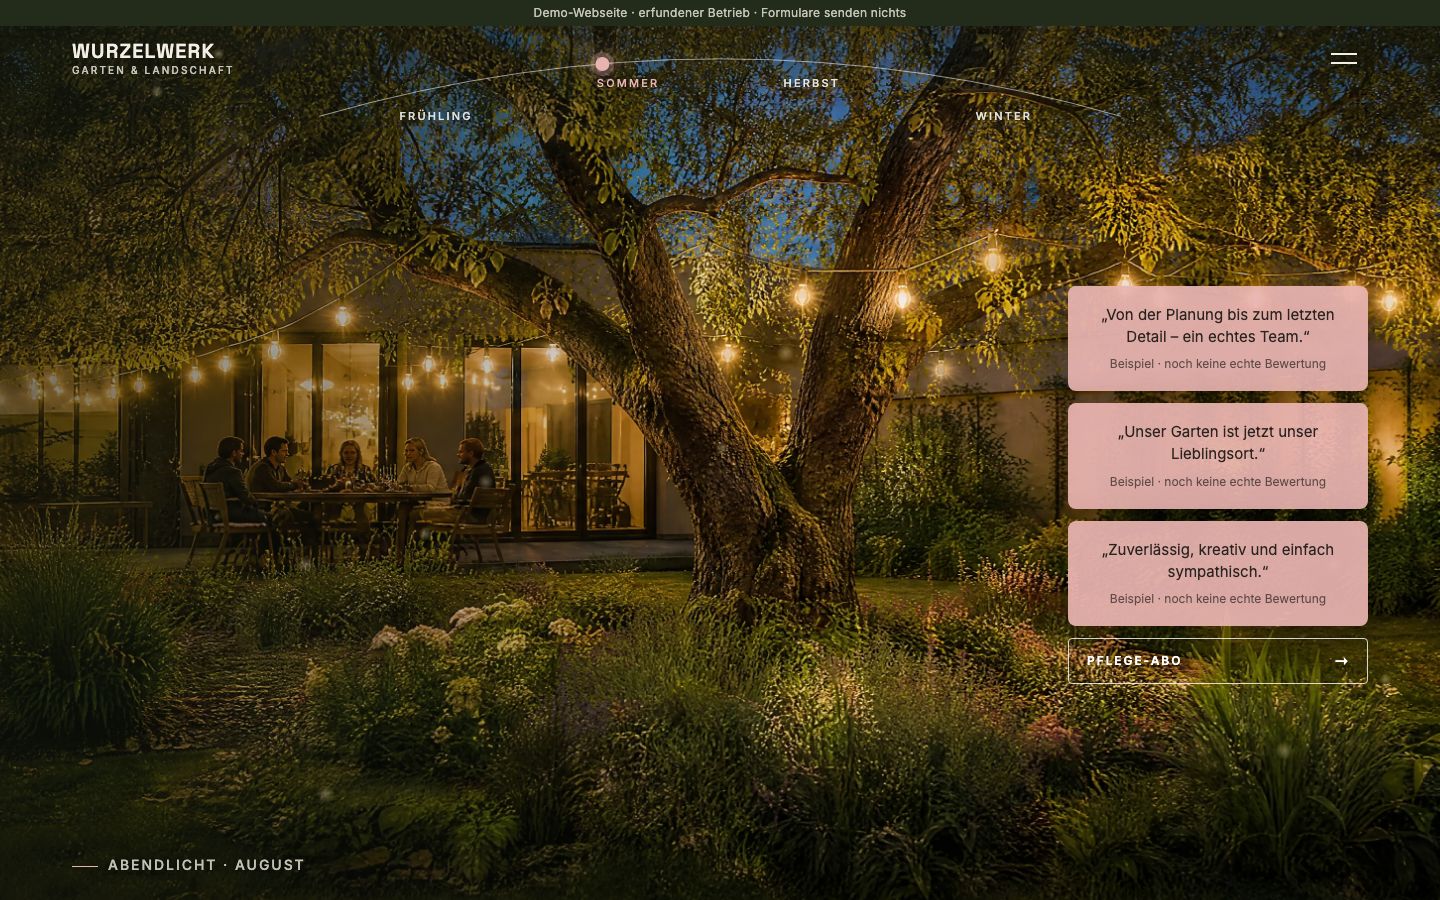 Demo-Webseite · erfundener Betrieb · Formulare senden nichts
WURZELWERK
GARTEN & LANDSCHAFT
SOMMER
HERBST
FRÜHLING
WINTER
„Von der Planung bis zum letzten
Detail – ein echtes Team.“
Beispiel · noch keine echte Bewertung
„Unser Garten ist jetzt unser
Lieblingsort.“
Beispiel · noch keine echte Bewertung
„Zuverlässig, kreativ und einfach
sympathisch.“
Beispiel · noch keine echte Bewertung
PFLEGE-ABO →
ABENDLICHT · AUGUST